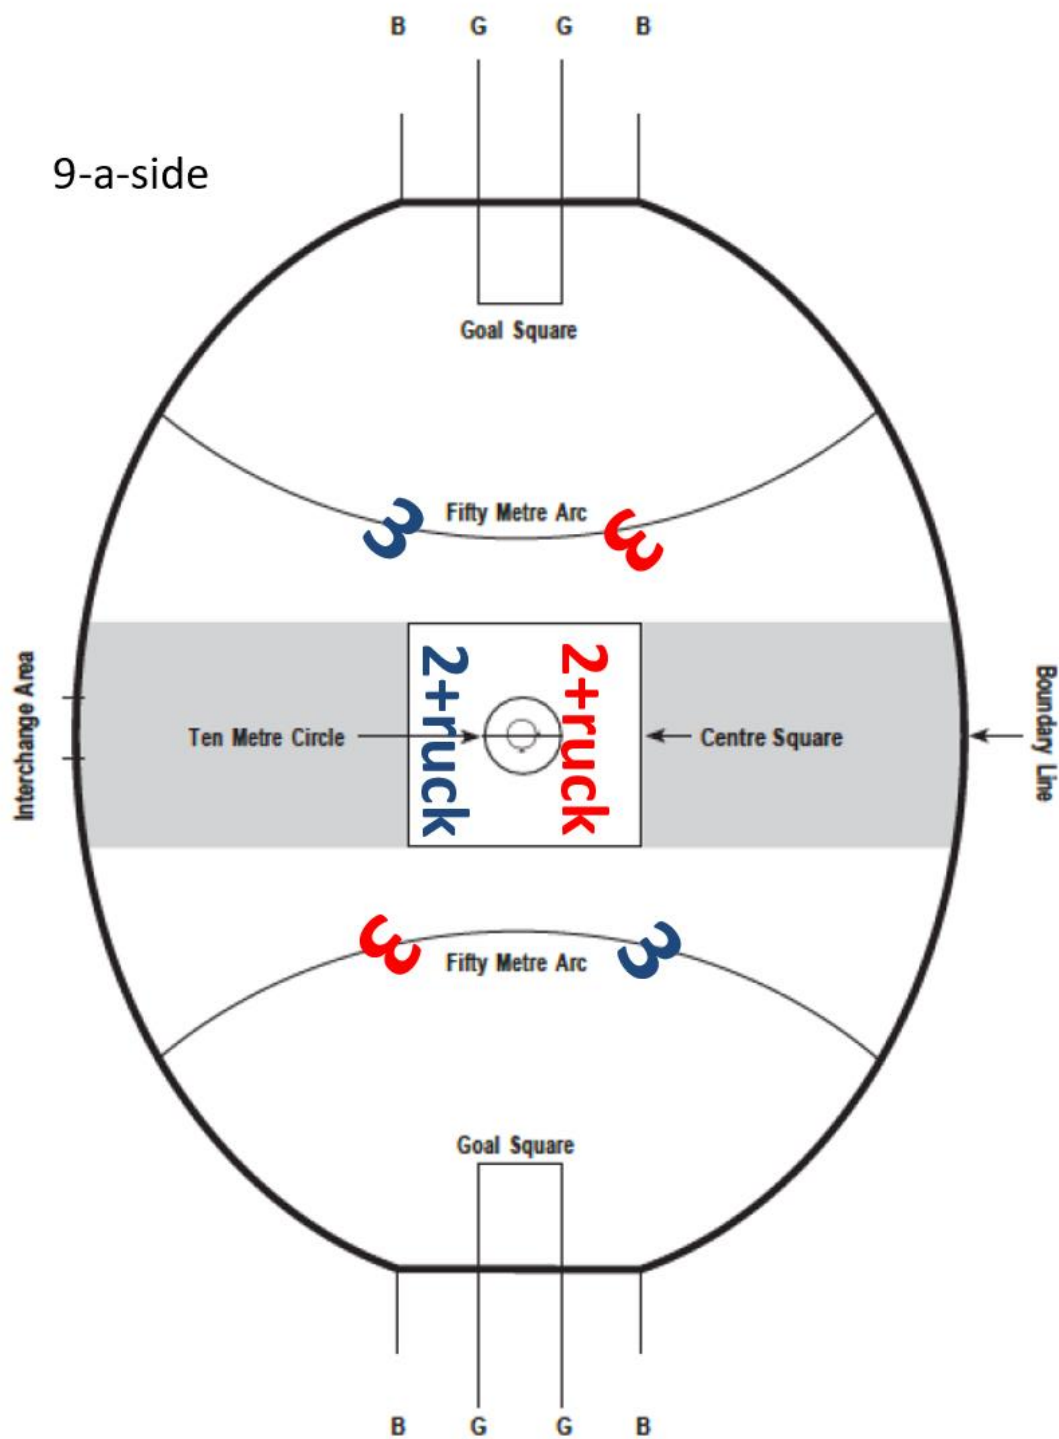 B G G B
9-a-side
Goal Square
Fifty Metre Arc
3 3
Interchange Area
Ten Metre Circle
2+ruck
2+ruck
Centre Square
Boundary Line
3 3
Fifty Metre Arc
Goal Square
B G G B